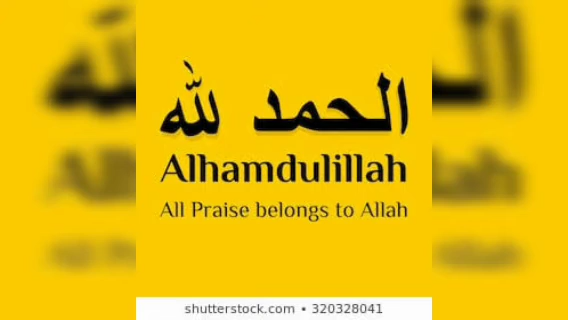 الحمد لله
Alhamdulillah
All Praise belongs to Allah
shutterstock.com • 320328041